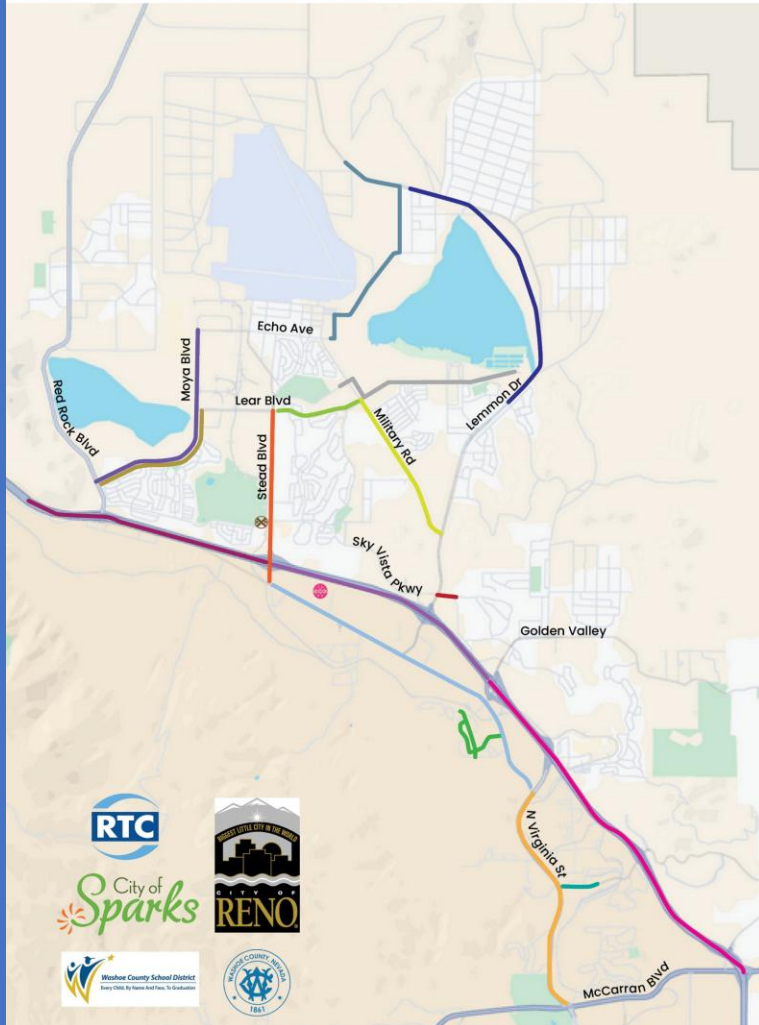 Echo Ave
Moya Blvd
Red Rock Blvd
Lear Blvd
Lemmon Dr
Military Rd
Stead Blvd
Sky Vista Pkwy
Golden Valley
N Virginia St
McCarran Blvd
RTC
BIGGEST LITTLE CITY IN THE WORLD
CITY OF
RENO
City of
Sparks
Washoe County School District
Every Child, By Name And Face, To Graduation
WASHOE COUNTY, NEVADA
1861